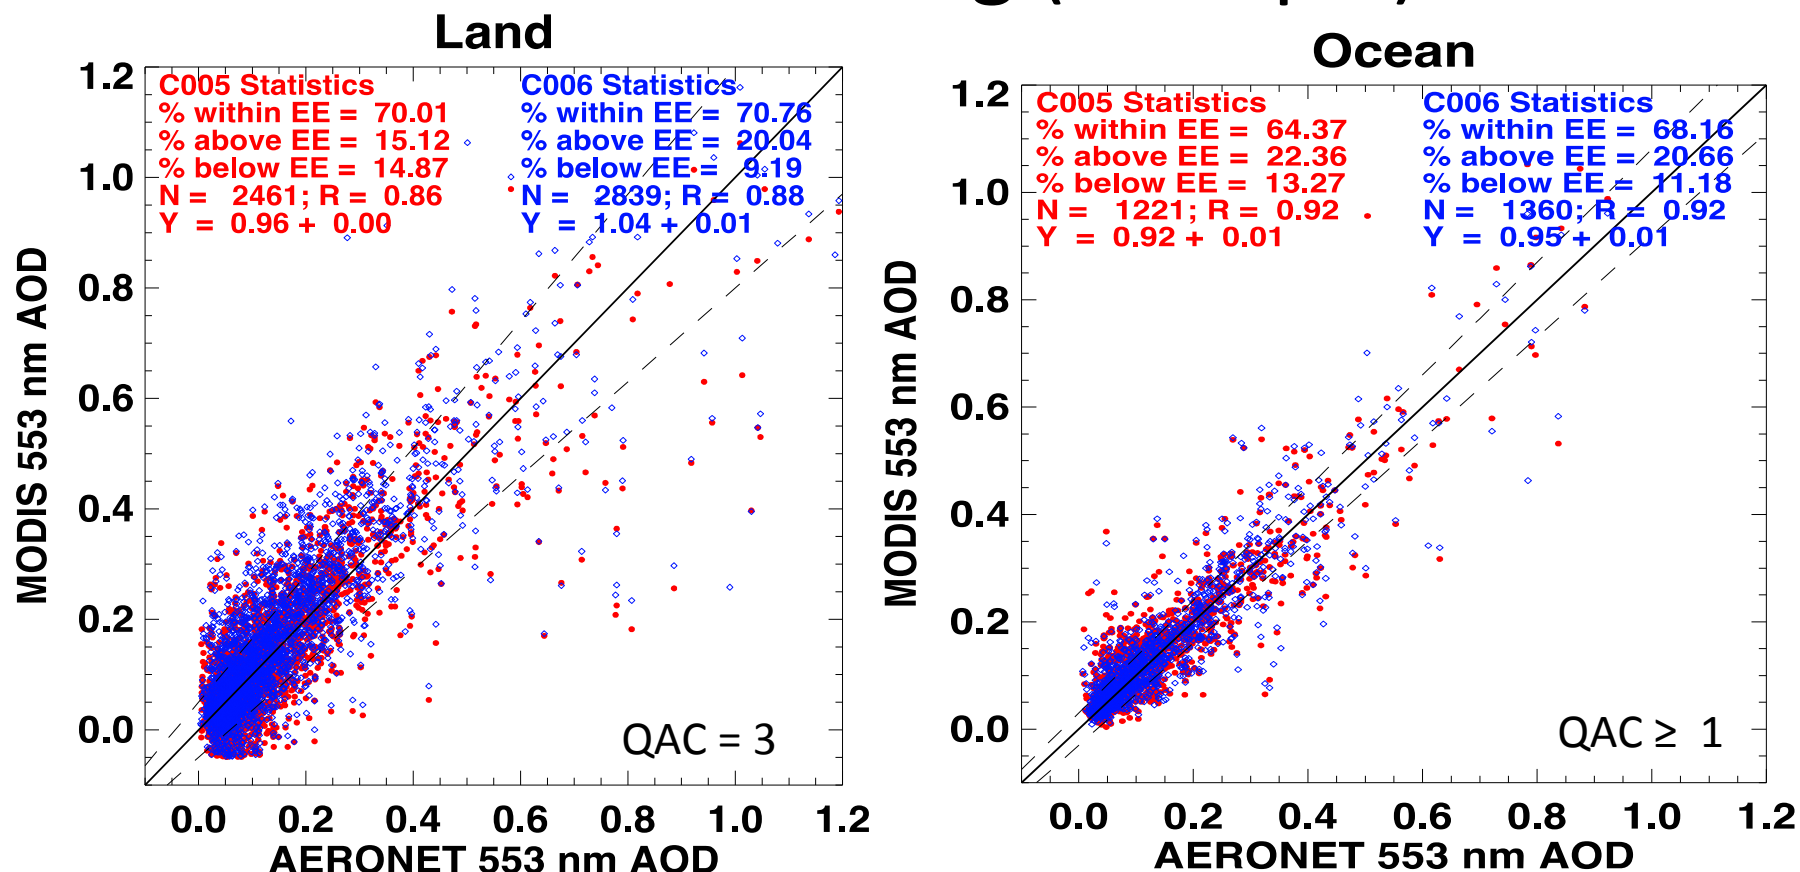 Land
C005 Statistics
% within EE = 70.01
% above EE = 15.12
% below EE = 14.87
N = 2461; R = 0.86
Y = 0.96 + 0.00
C006 Statistics
% within EE = 70.76
% above EE = 20.04
% below EE = 9.19
N = 2839; R = 0.88
Y = 1.04 + 0.01
1.2
1.0
0.8
0.6
0.4
0.2
0.0
MODIS 553 nm AOD
QAC = 3
0.0 0.2 0.4 0.6 0.8 1.0 1.2
AERONET 553 nm AOD
Ocean
C005 Statistics
% within EE = 64.37
% above EE = 22.36
% below EE = 13.27
N = 1221; R = 0.92
Y = 0.92 + 0.01
C006 Statistics
% within EE = 68.16
% above EE = 20.66
% below EE = 11.18
N = 1360; R = 0.92
Y = 0.95 + 0.01
1.2
1.0
0.8
0.6
0.4
0.2
0.0
MODIS 553 nm AOD
QAC ≥ 1
0.0 0.2 0.4 0.6 0.8 1.0 1.2
AERONET 553 nm AOD